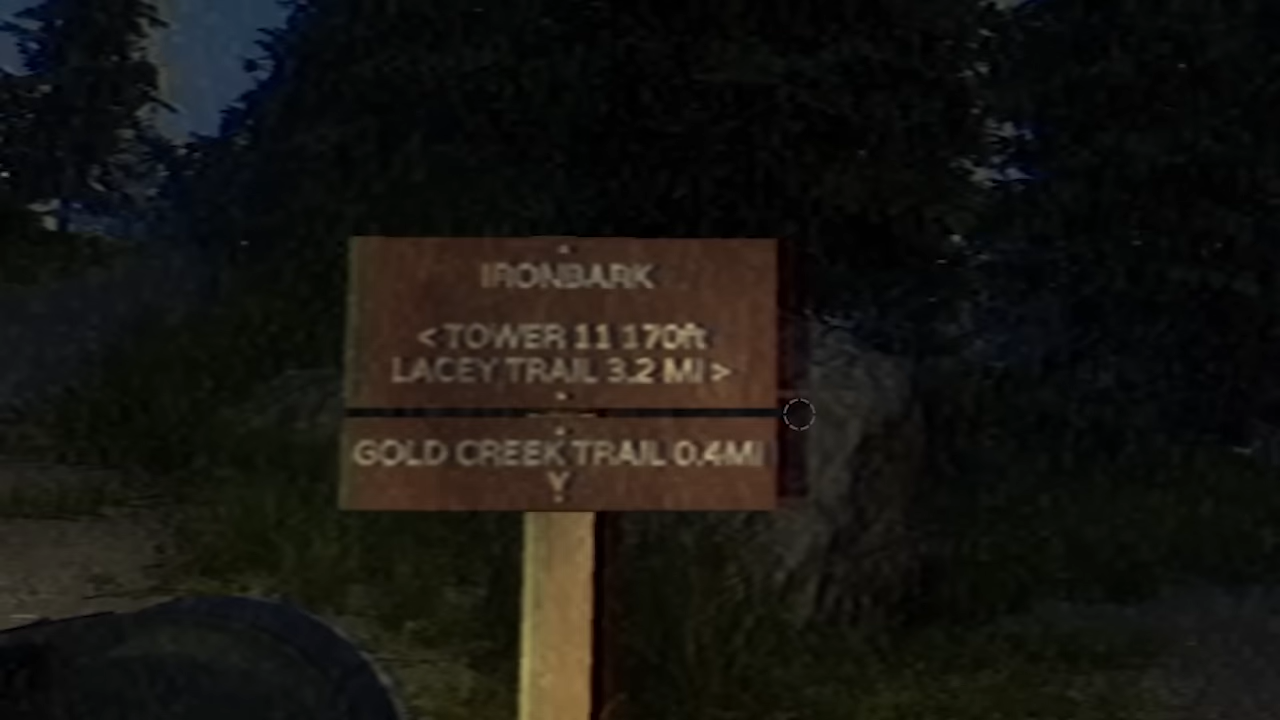 IRONBARK
< TOWER 11 170ft
LACEY TRAIL 3.2 MI >
GOLD CREEK TRAIL 0.4MI
Y